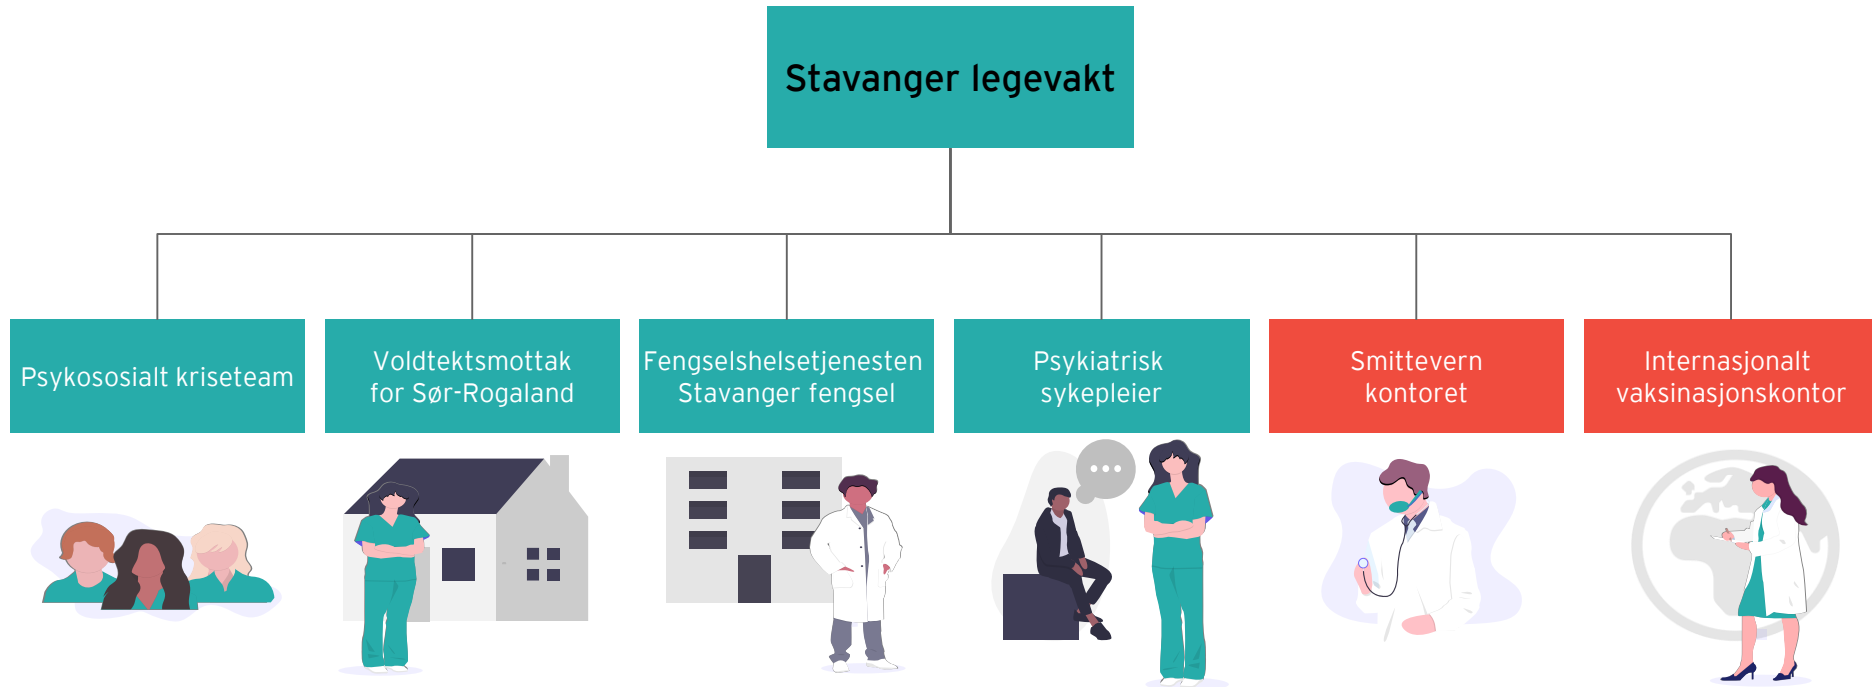 Stavanger legevakt
Psykososialt kriseteam
Voldtektsmottak
for Sør-Rogaland
Fengselshelsetjenesten
Stavanger fengsel
Psykiatrisk
sykepleier
Smittevern
kontoret
Internasjonalt
vaksinasjonskontor